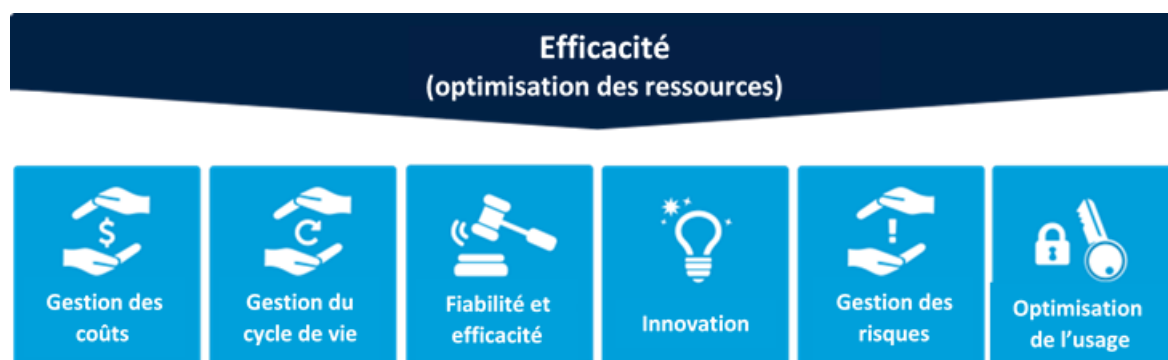 Efficacité
(optimisation des ressources)
$
Gestion des
coûts
C
Gestion du
cycle de vie
Fiabilité et
efficacité
Innovation
!
Gestion des
risques
Optimisation
de l'usage